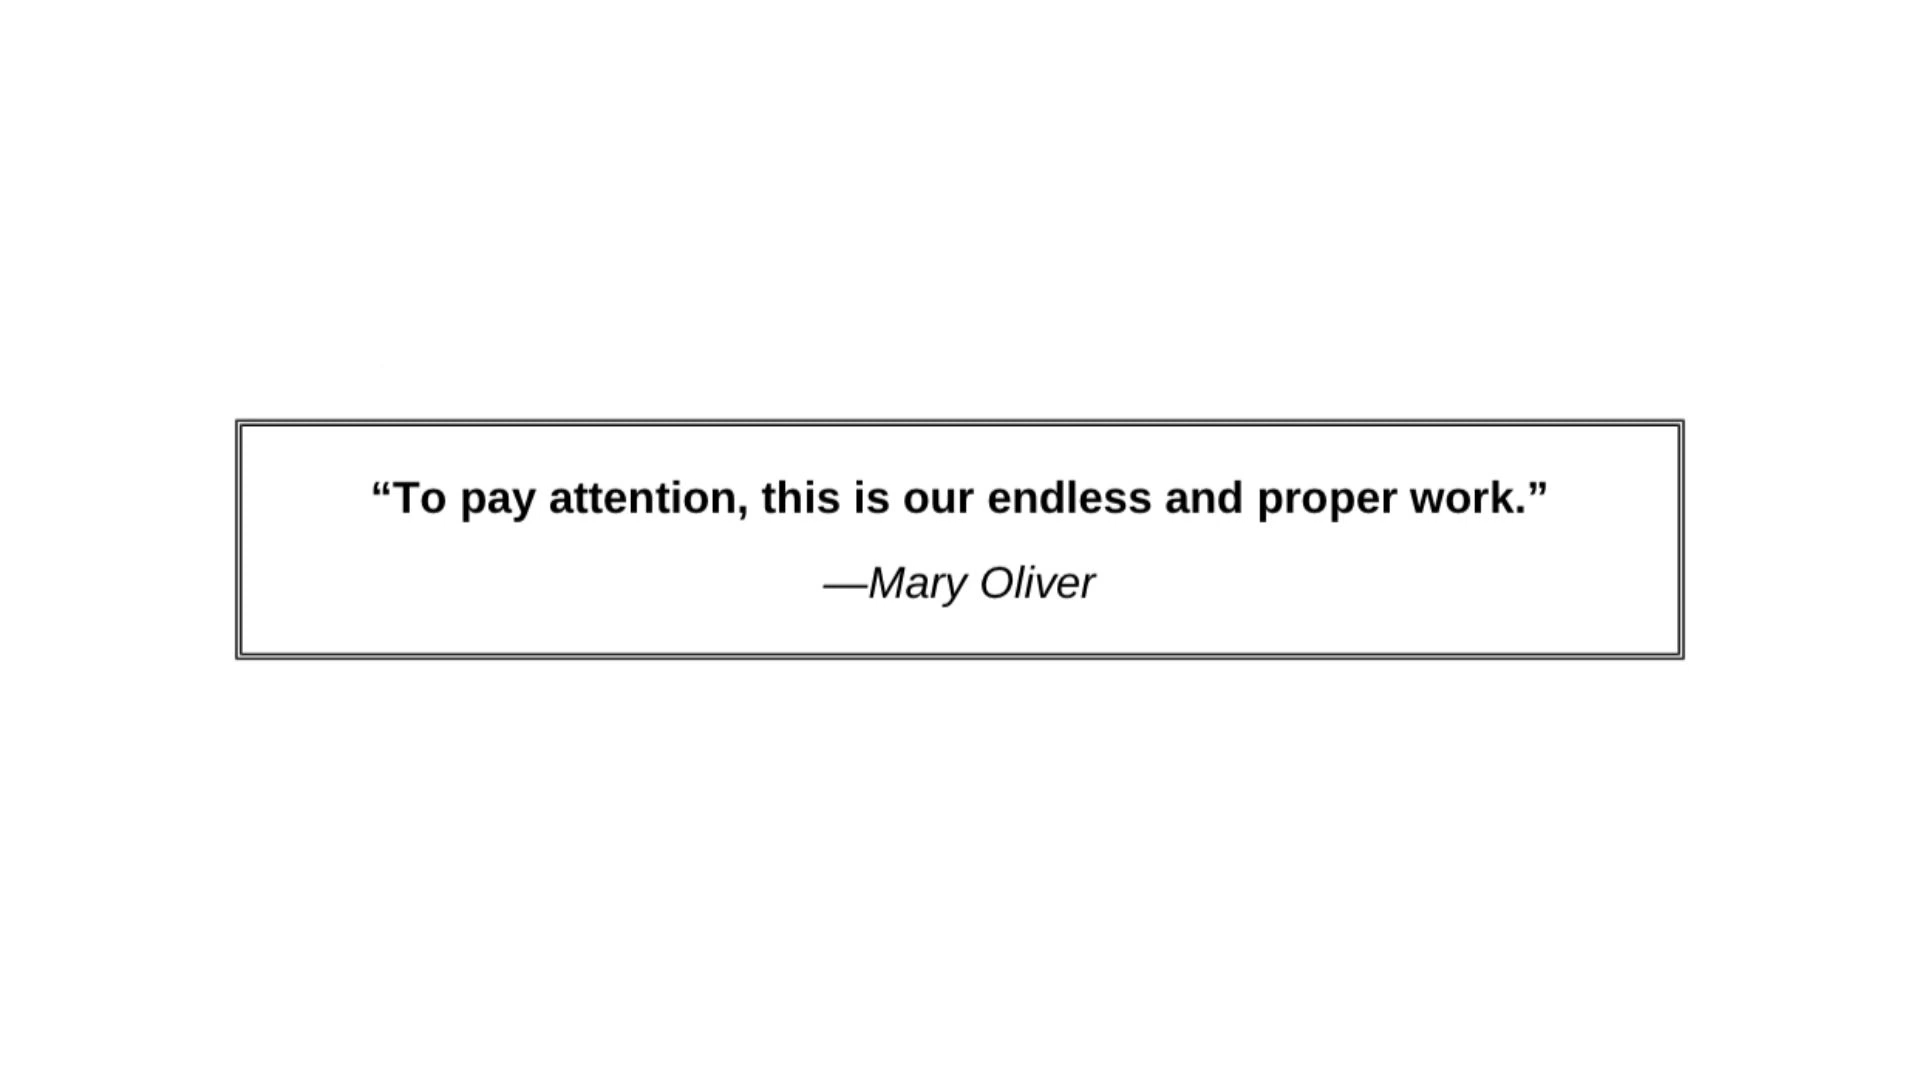 “To pay attention, this is our endless and proper work.”
—Mary Oliver